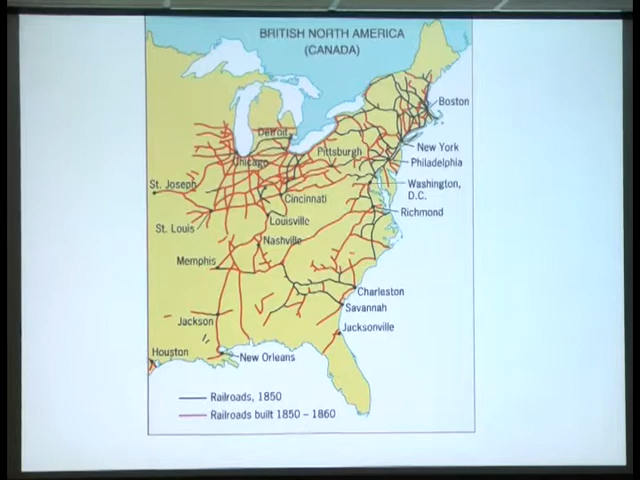 BRITISH NORTH AMERICA
(CANADA)
Boston
Detroit
New York
Pittsburgh
Chicago
Philadelphia
St. Joseph
Washington,
D.C.
Cincinnati
Richmond
Louisville
St. Louis
Nashville
Memphis
Charleston
Savannah
Jackson
Jacksonville
Houston
New Orleans
Railroads, 1850
Railroads built 1850 – 1860